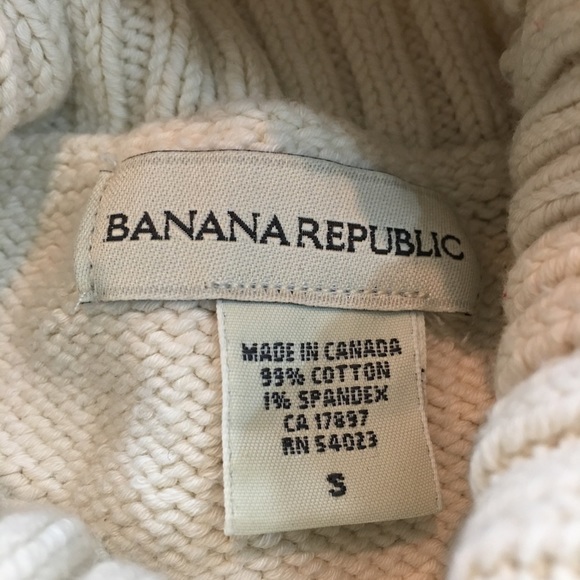 BANANA REPUBLIC
MADE IN CANADA
99% COTTON
1% SPANDEX
CA 17897
RN 54023
S